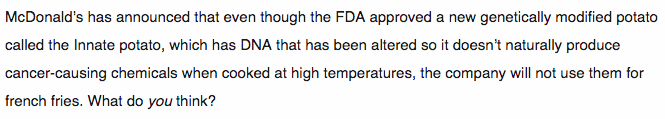 McDonald's has announced that even though the FDA approved a new genetically modified potato
called the Innate potato, which has DNA that has been altered so it doesn't naturally produce
cancer-causing chemicals when cooked at high temperatures, the company will not use them for
french fries. What do you think?